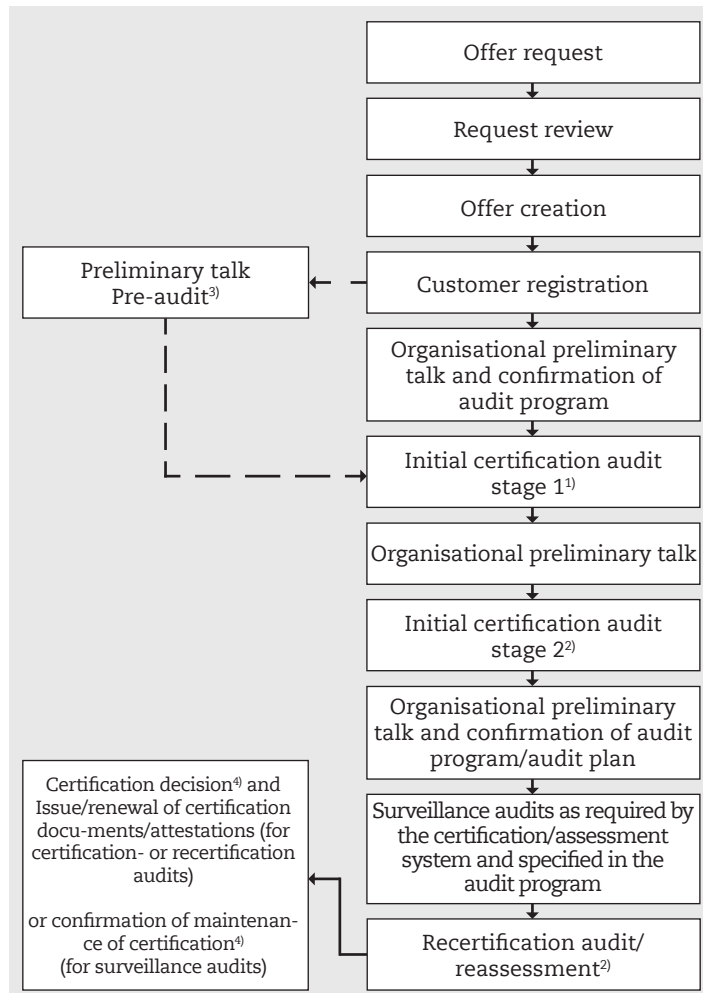 Offer request
Request review
Offer creation
Preliminary talk
Pre-audit³⁾
Customer registration
Organisational preliminary
talk and confirmation of
audit program
Initial certification audit
stage 1¹⁾
Organisational preliminary talk
Initial certification audit
stage 2²⁾
Organisational preliminary
talk and confirmation of audit
program/audit plan
Surveillance audits as required by
the certification/assessment
system and specified in the
audit program
Recertification audit/
reassessment²⁾
Certification decision⁴⁾ and
Issue/renewal of certification
docu-ments/attestations (for
certification- or recertification
audits)
or confirmation of maintenan-
ce of certification⁴⁾
(for surveillance audits)